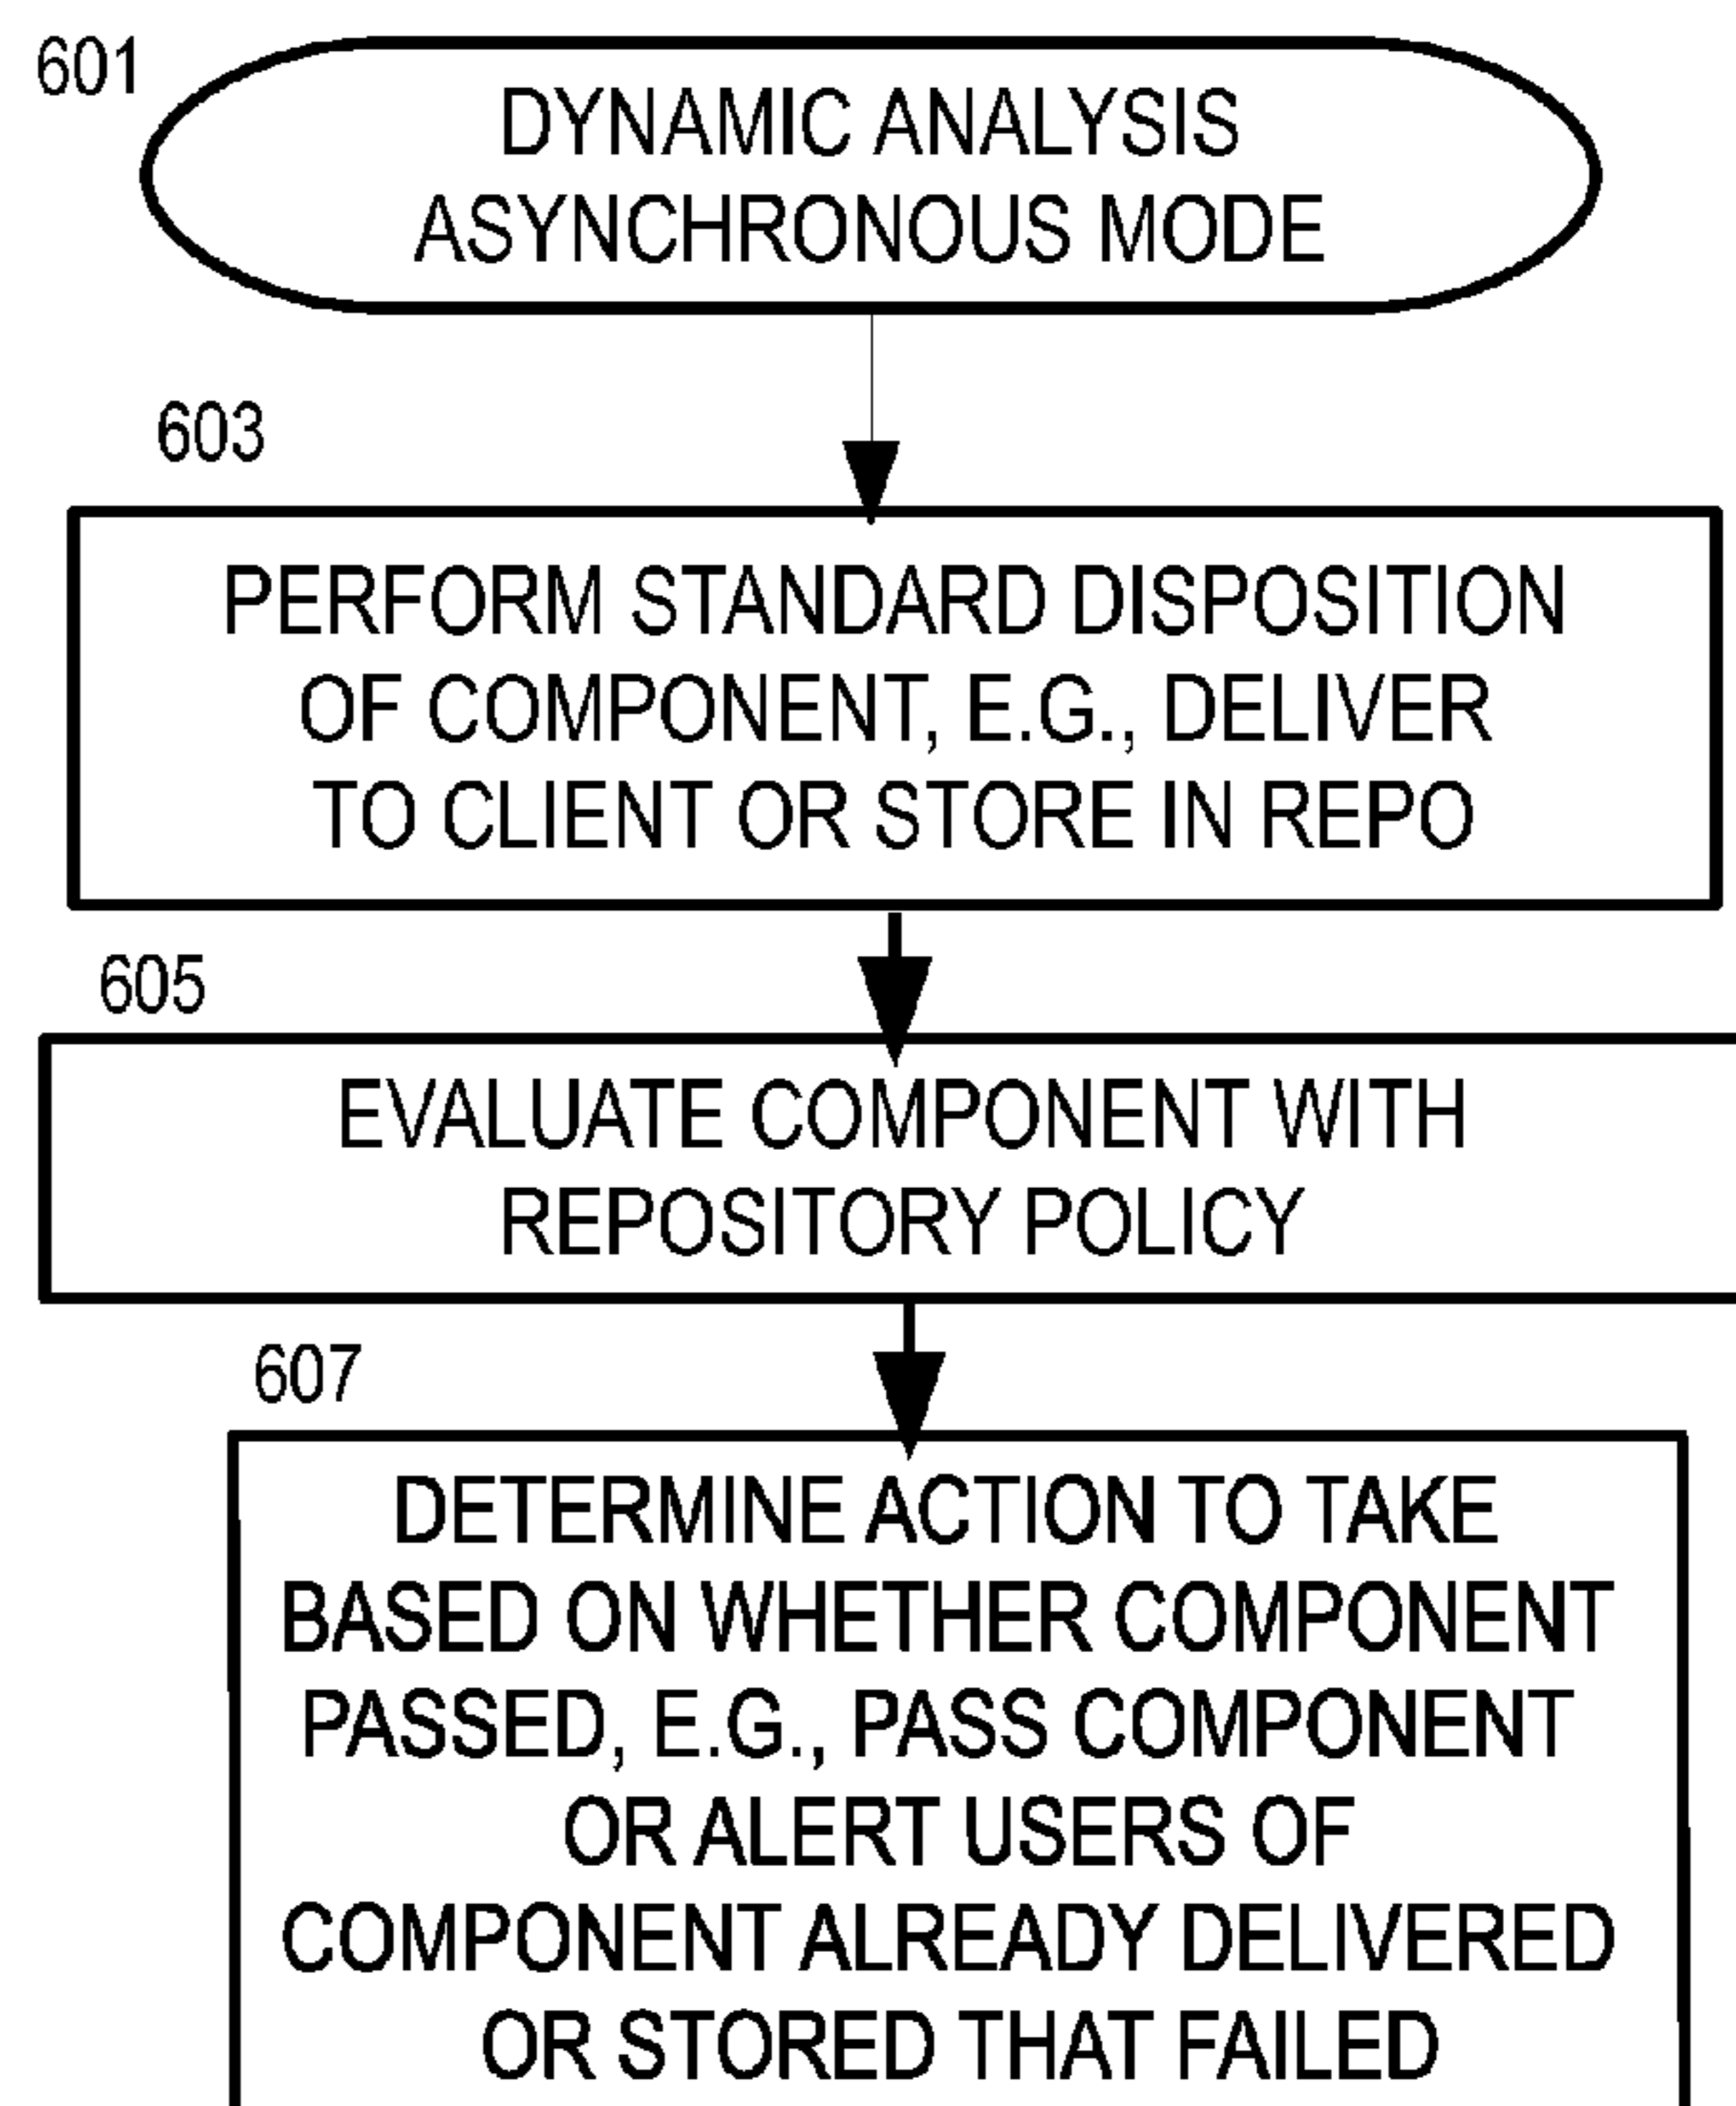 601
DYNAMIC ANALYSIS
ASYNCHRONOUS MODE
603
PERFORM STANDARD DISPOSITION
OF COMPONENT, E.G., DELIVER
TO CLIENT OR STORE IN REPO
605
EVALUATE COMPONENT WITH
REPOSITORY POLICY
607
DETERMINE ACTION TO TAKE
BASED ON WHETHER COMPONENT
PASSED, E.G., PASS COMPONENT
OR ALERT USERS OF
COMPONENT ALREADY DELIVERED
OR STORED THAT FAILED